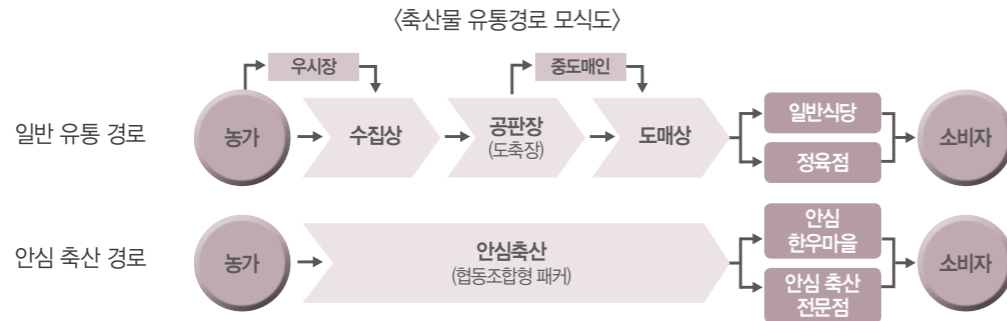 〈축산물 유통경로 모식도〉
우시장
중도매인
일반 유통 경로
농가
수집상
공판장
(도축장)
도매상
일반식당
정육점
소비자
안심 축산 경로
농가
안심축산
(협동조합형 패커)
안심
한우마을
안심 축산
전문점
소비자